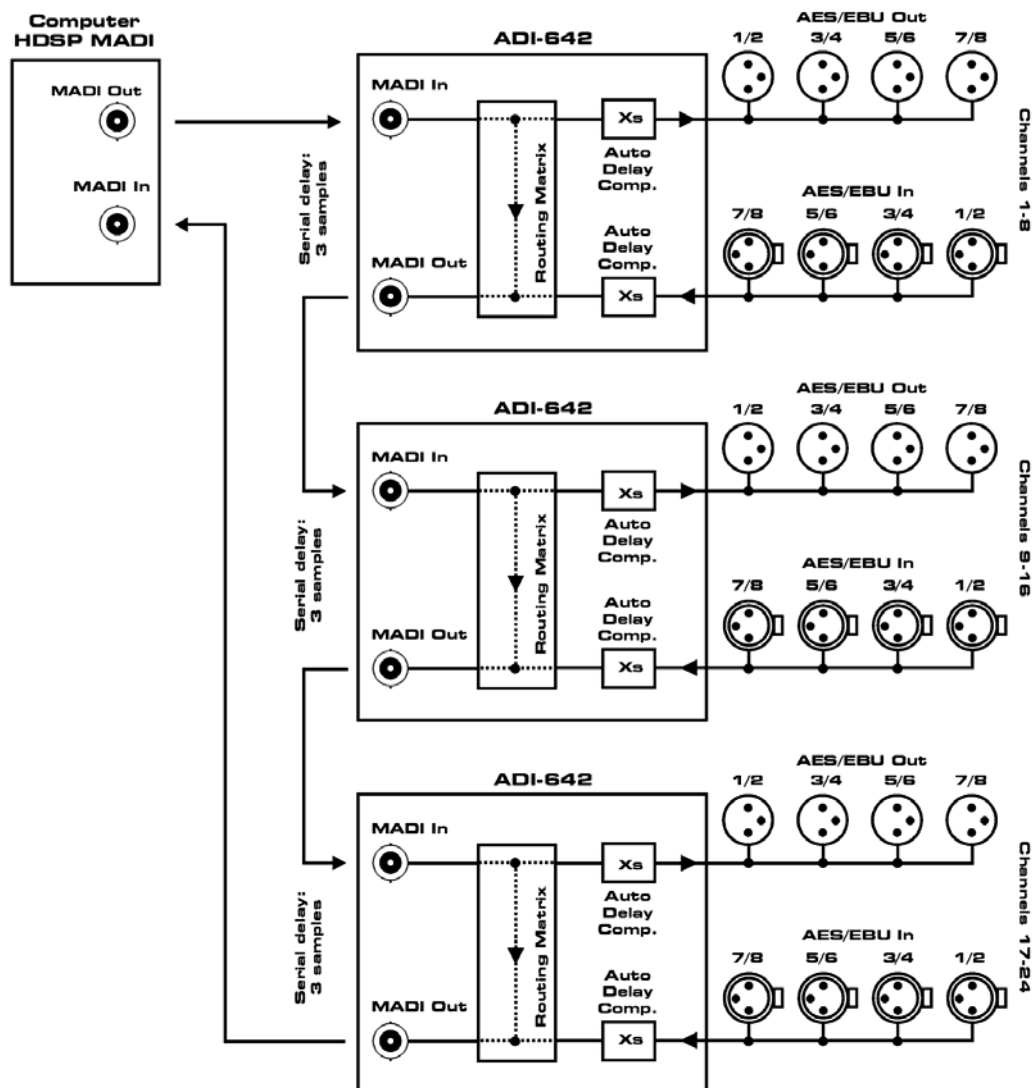 Computer
HDSP MADI
MADI Out
MADI In
ADI-642
MADI In
MADI Out
Serial delay:
3 samples
Routing Matrix
Xs
Auto
Delay
Comp.
Auto
Delay
Comp.
Xs
AES/EBU Out
1/2 3/4 5/6 7/8
AES/EBU In
7/8 5/6 3/4 1/2
Channels 1-8
ADI-642
MADI In
MADI Out
Serial delay:
3 samples
Routing Matrix
Xs
Auto
Delay
Comp.
Auto
Delay
Comp.
Xs
AES/EBU Out
1/2 3/4 5/6 7/8
AES/EBU In
7/8 5/6 3/4 1/2
Channels 9-16
ADI-642
MADI In
MADI Out
Serial delay:
3 samples
Routing Matrix
Xs
Auto
Delay
Comp.
Auto
Delay
Comp.
Xs
AES/EBU Out
1/2 3/4 5/6 7/8
AES/EBU In
7/8 5/6 3/4 1/2
Channels 17-24